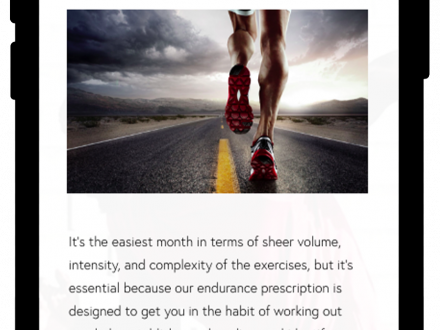 It's the easiest month in terms of sheer volume,
intensity, and complexity of the exercises, but it's
essential because our endurance prescription is
designed to get you in the habit of working out